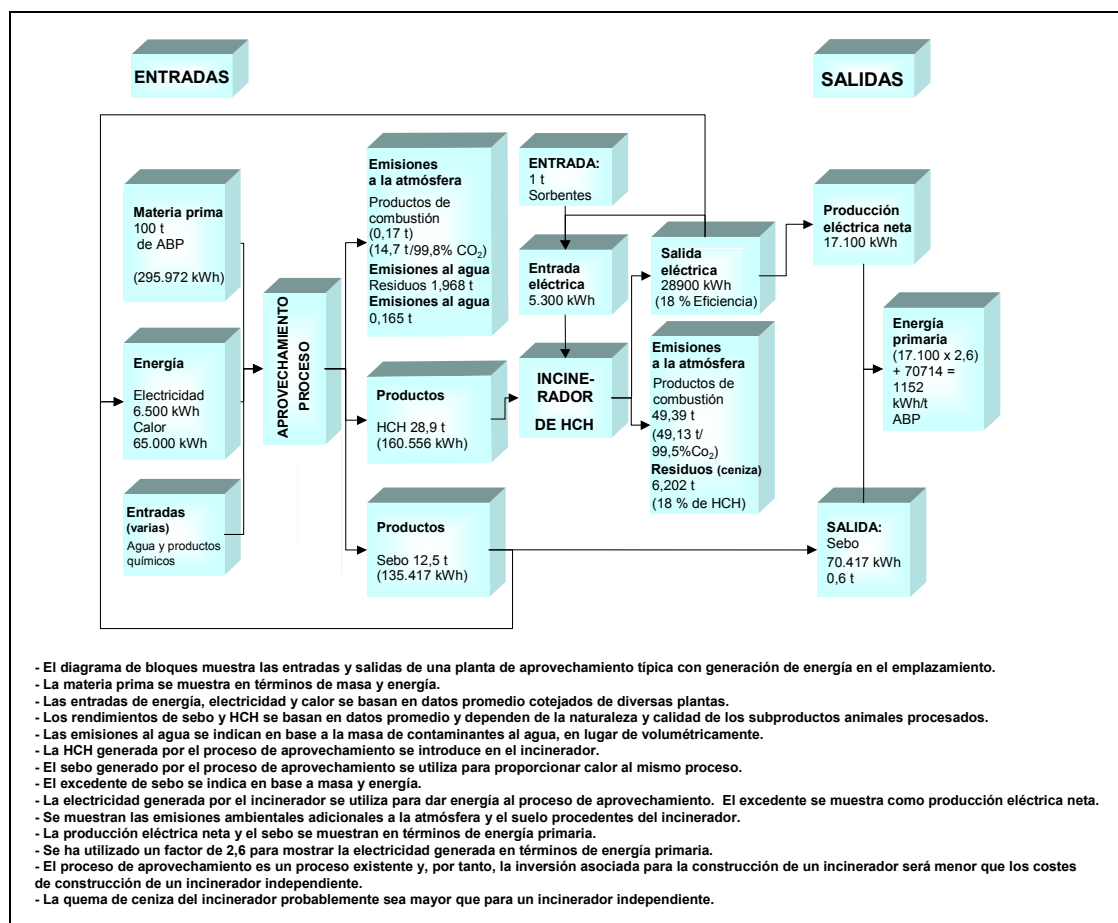 ENTRADAS
SALIDAS
Materia prima
100 t
de ABP
(295.972 kWh)
Energía
Electricidad
6.500 kWh
Calor
65.000 kWh
Entradas
(varias)
Agua y productos
químicos
APROVECHAMIENTO
PROCESO
Emisiones
a la atmósfera
Productos de
combustión
(0,17 t)
(14,7 t/99,8% CO₂)
Emisiones al agua
Residuos 1,968 t
Emisiones al agua
0,165 t
Productos
HCH 28,9 t
(160.556 kWh)
Productos
Sebo 12,5 t
(135.417 kWh)
ENTRADA:
1 t
Sorbentes
Entrada
eléctrica
5.300 kWh
INCINE-
RADOR
DE HCH
Salida
eléctrica
28900 kWh
(18 % Eficiencia)
Emisiones
a la atmósfera
Productos de
combustión
49,39 t
(49,13 t/
99,5%Co₂)
Residuos (ceniza)
6,202 t
(18 % de HCH)
Producción
eléctrica neta
17.100 kWh
Energía
primaria
(17.100 x 2,6)
+ 70714 =
1152
kWh/t
ABP
SALIDA:
Sebo
70.417 kWh
0,6 t
- El diagrama de bloques muestra las entradas y salidas de una planta de aprovechamiento típica con generación de energía en el emplazamiento.
- La materia prima se muestra en términos de masa y energía.
- Las entradas de energía, electricidad y calor se basan en datos promedio cotejados de diversas plantas.
- Los rendimientos de sebo y HCH se basan en datos promedio y dependen de la naturaleza y calidad de los subproductos animales procesados.
- Las emisiones al agua se indican en base a la masa de contaminantes al agua, en lugar de volumétricamente.
- La HCH generada por el proceso de aprovechamiento se introduce en el incinerador.
- El sebo generado por el proceso de aprovechamiento se utiliza para proporcionar calor al mismo proceso.
- El excedente de sebo se indica en base a masa y energía.
- La electricidad generada por el incinerador se utiliza para dar energía al proceso de aprovechamiento. El excedente se muestra como producción eléctrica neta.
- Se muestran las emisiones ambientales adicionales a la atmósfera y el suelo procedentes del incinerador.
- La producción eléctrica neta y el sebo se muestran en términos de energía primaria.
- Se ha utilizado un factor de 2,6 para mostrar la electricidad generada en términos de energía primaria.
- El proceso de aprovechamiento es un proceso existente y, por tanto, la inversión asociada para la construcción de un incinerador será menor que los costes
de construcción de un incinerador independiente.
- La quema de ceniza del incinerador probablemente sea mayor que para un incinerador independiente.